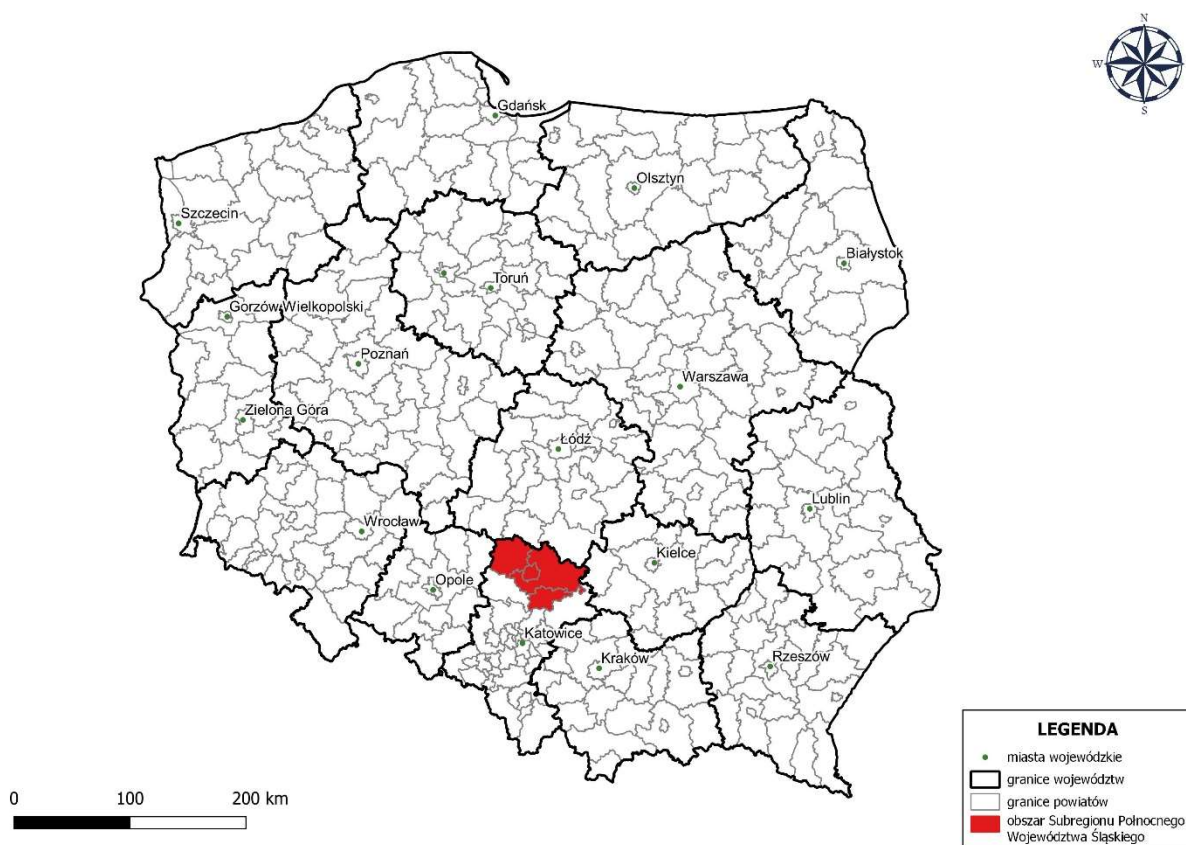 N
W E
S
Gdańsk
Olsztyn
Szczecin
Białystok
Toruń
Gorzów Wielkopolski
Poznań
Warszawa
Zielona Góra
Łódź
Lublin
Wrocław
Kielce
Opole
Katowice
Kraków
Rzeszów
LEGENDA
miasta wojewódzkie
granice województw
granice powiatów
obszar Subregionu Północnego
Województwa Śląskiego
0 100 200 km